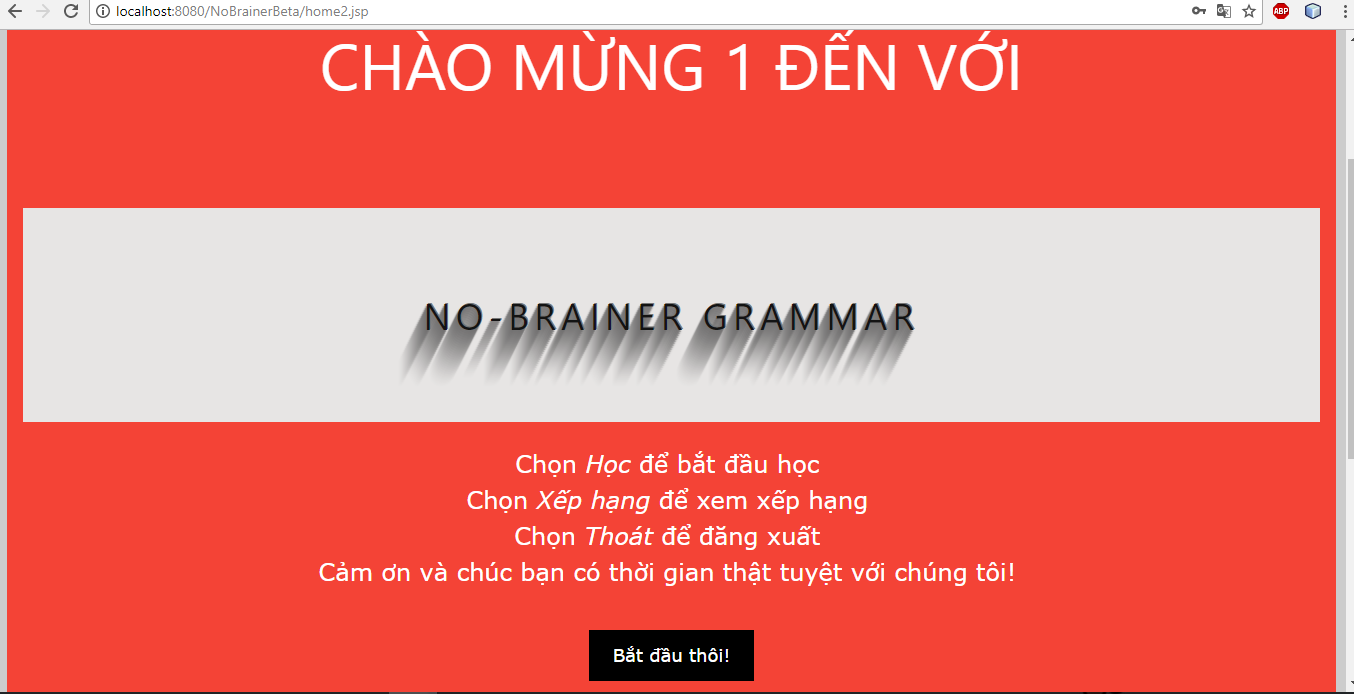 localhost:8080/NoBrainerBeta/home2.jsp
ABP
CHÀO MỪNG 1 ĐẾN VỚI
NO-BRAINER GRAMMAR
Chọn Học để bắt đầu học
Chọn Xếp hạng để xem xếp hạng
Chọn Thoát để đăng xuất
Cảm ơn và chúc bạn có thời gian thật tuyệt với chúng tôi!
Bắt đầu thôi!